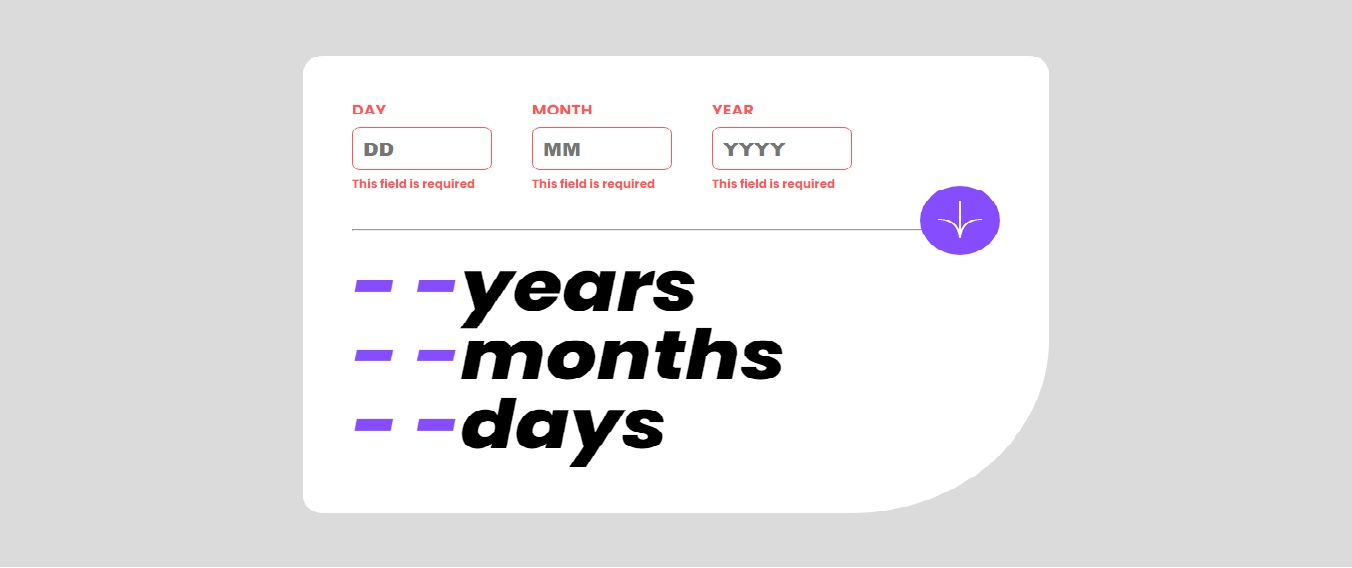 DAY MONTH YEAR
DD MM YYYY
This field is required This field is required This field is required
- -years
- -months
- -days